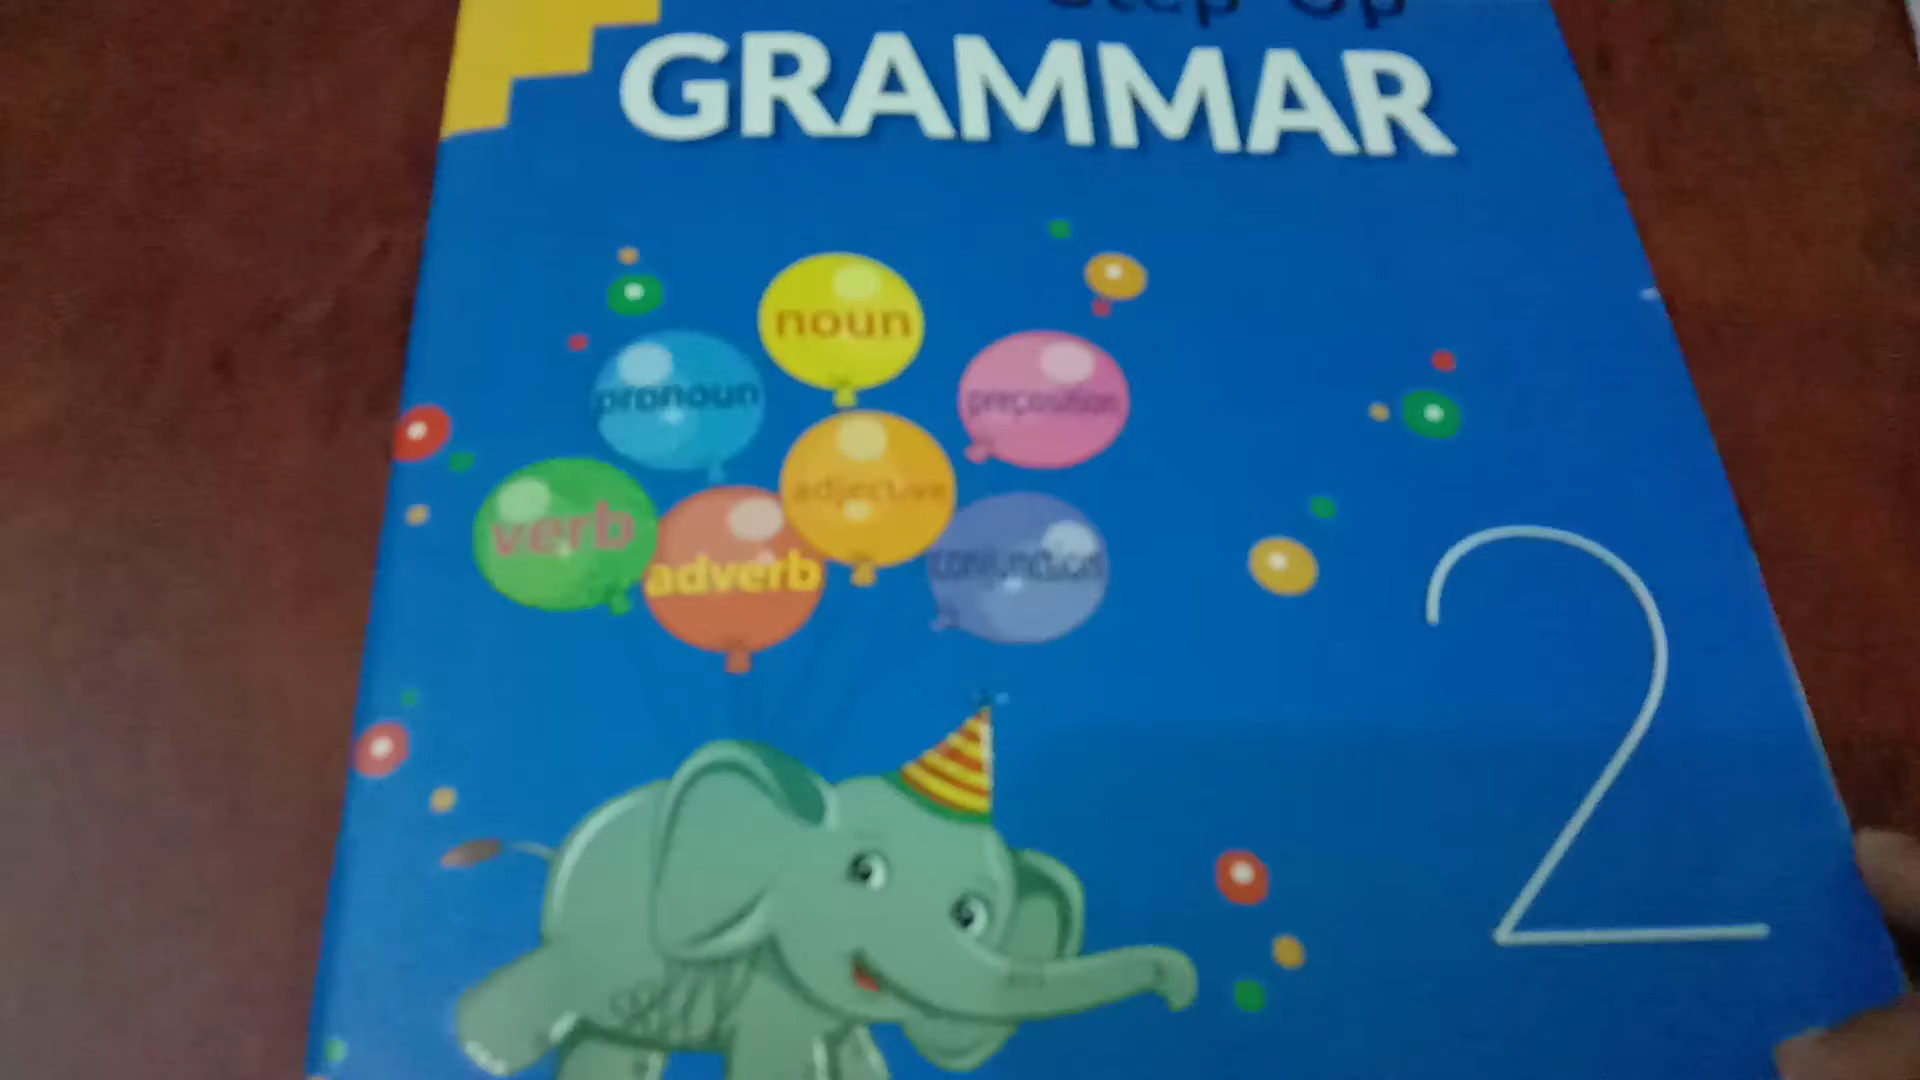 Step Up
GRAMMAR
noun
pronoun
preposition
adjective
verb
adverb
conjunction
2